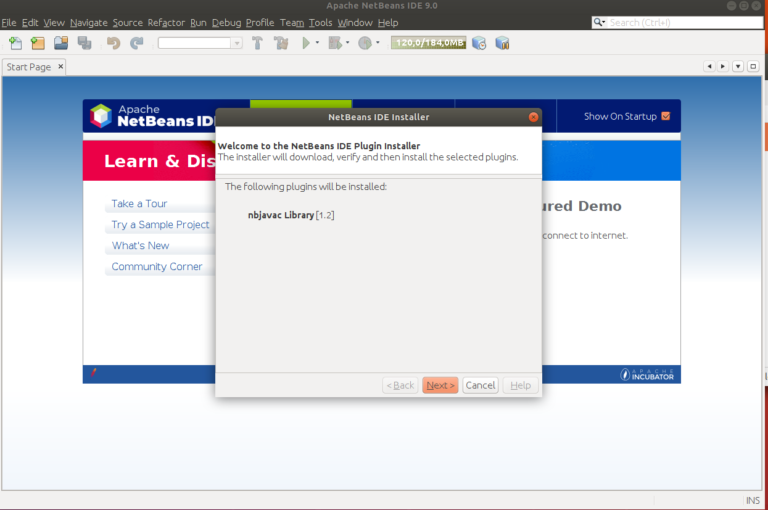 Apache NetBeans IDE 9.0
File Edit View Navigate Source Refactor Run Debug Profile Team Tools Window Help
Search (Ctrl+I)
120,0/184,0MB
Start Page
Apache
NetBeans ID
Show On Startup
NetBeans IDE Installer
Welcome to the NetBeans IDE Plugin Installer
The installer will download, verify and then install the selected plugins.
Learn & Dis
The following plugins will be installed:
nbjavac Library [1.2]
Take a Tour
Try a Sample Project
What's New
Community Corner
ured Demo
connect to internet.
< Back Next > Cancel Help
APACHE
INCUBATOR
INS